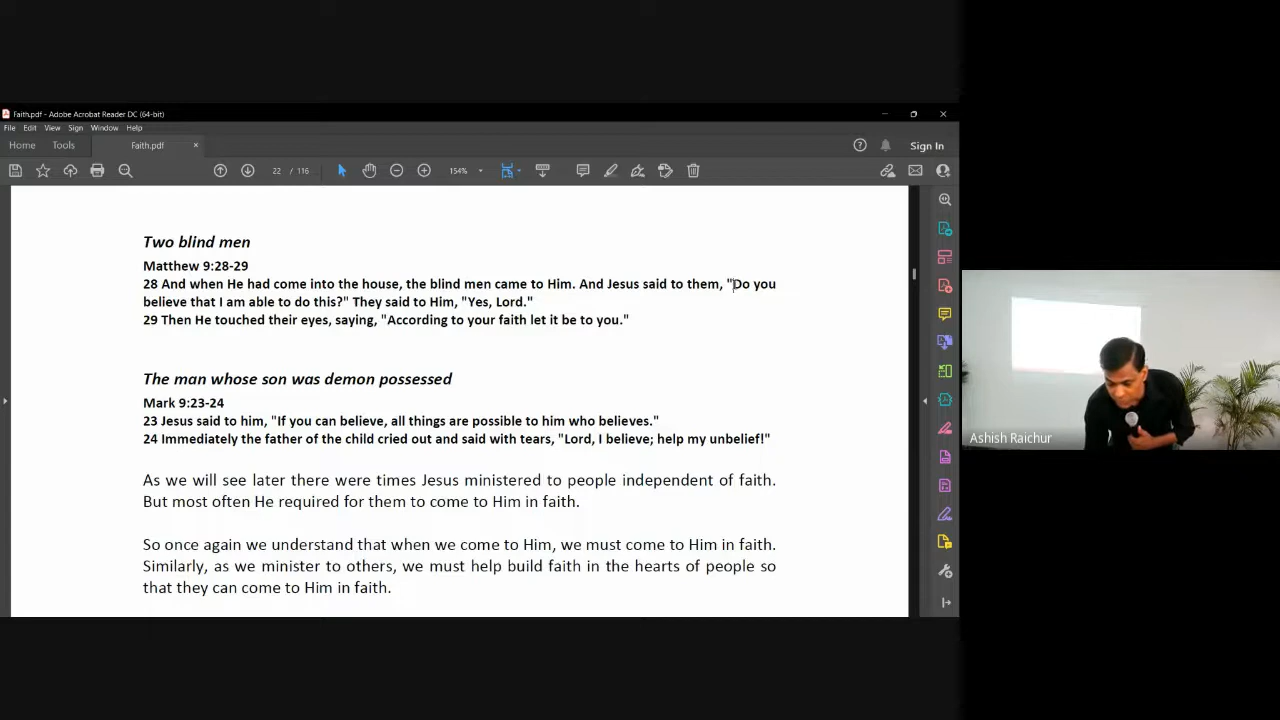 Faith.pdf - Adobe Acrobat Reader DC (64-bit)
File Edit View Sign Window Help
Home Tools Faith.pdf × Sign In
22 / 116 154%
Two blind men
Matthew 9:28-29
28 And when He had come into the house, the blind men came to Him. And Jesus said to them, "Do you
believe that I am able to do this?" They said to Him, "Yes, Lord."
29 Then He touched their eyes, saying, "According to your faith let it be to you."
The man whose son was demon possessed
Mark 9:23-24
23 Jesus said to him, "If you can believe, all things are possible to him who believes."
24 Immediately the father of the child cried out and said with tears, "Lord, I believe; help my unbelief!"
As we will see later there were times Jesus ministered to people independent of faith.
But most often He required for them to come to Him in faith.
So once again we understand that when we come to Him, we must come to Him in faith.
Similarly, as we minister to others, we must help build faith in the hearts of people so
that they can come to Him in faith.
Ashish Raichur